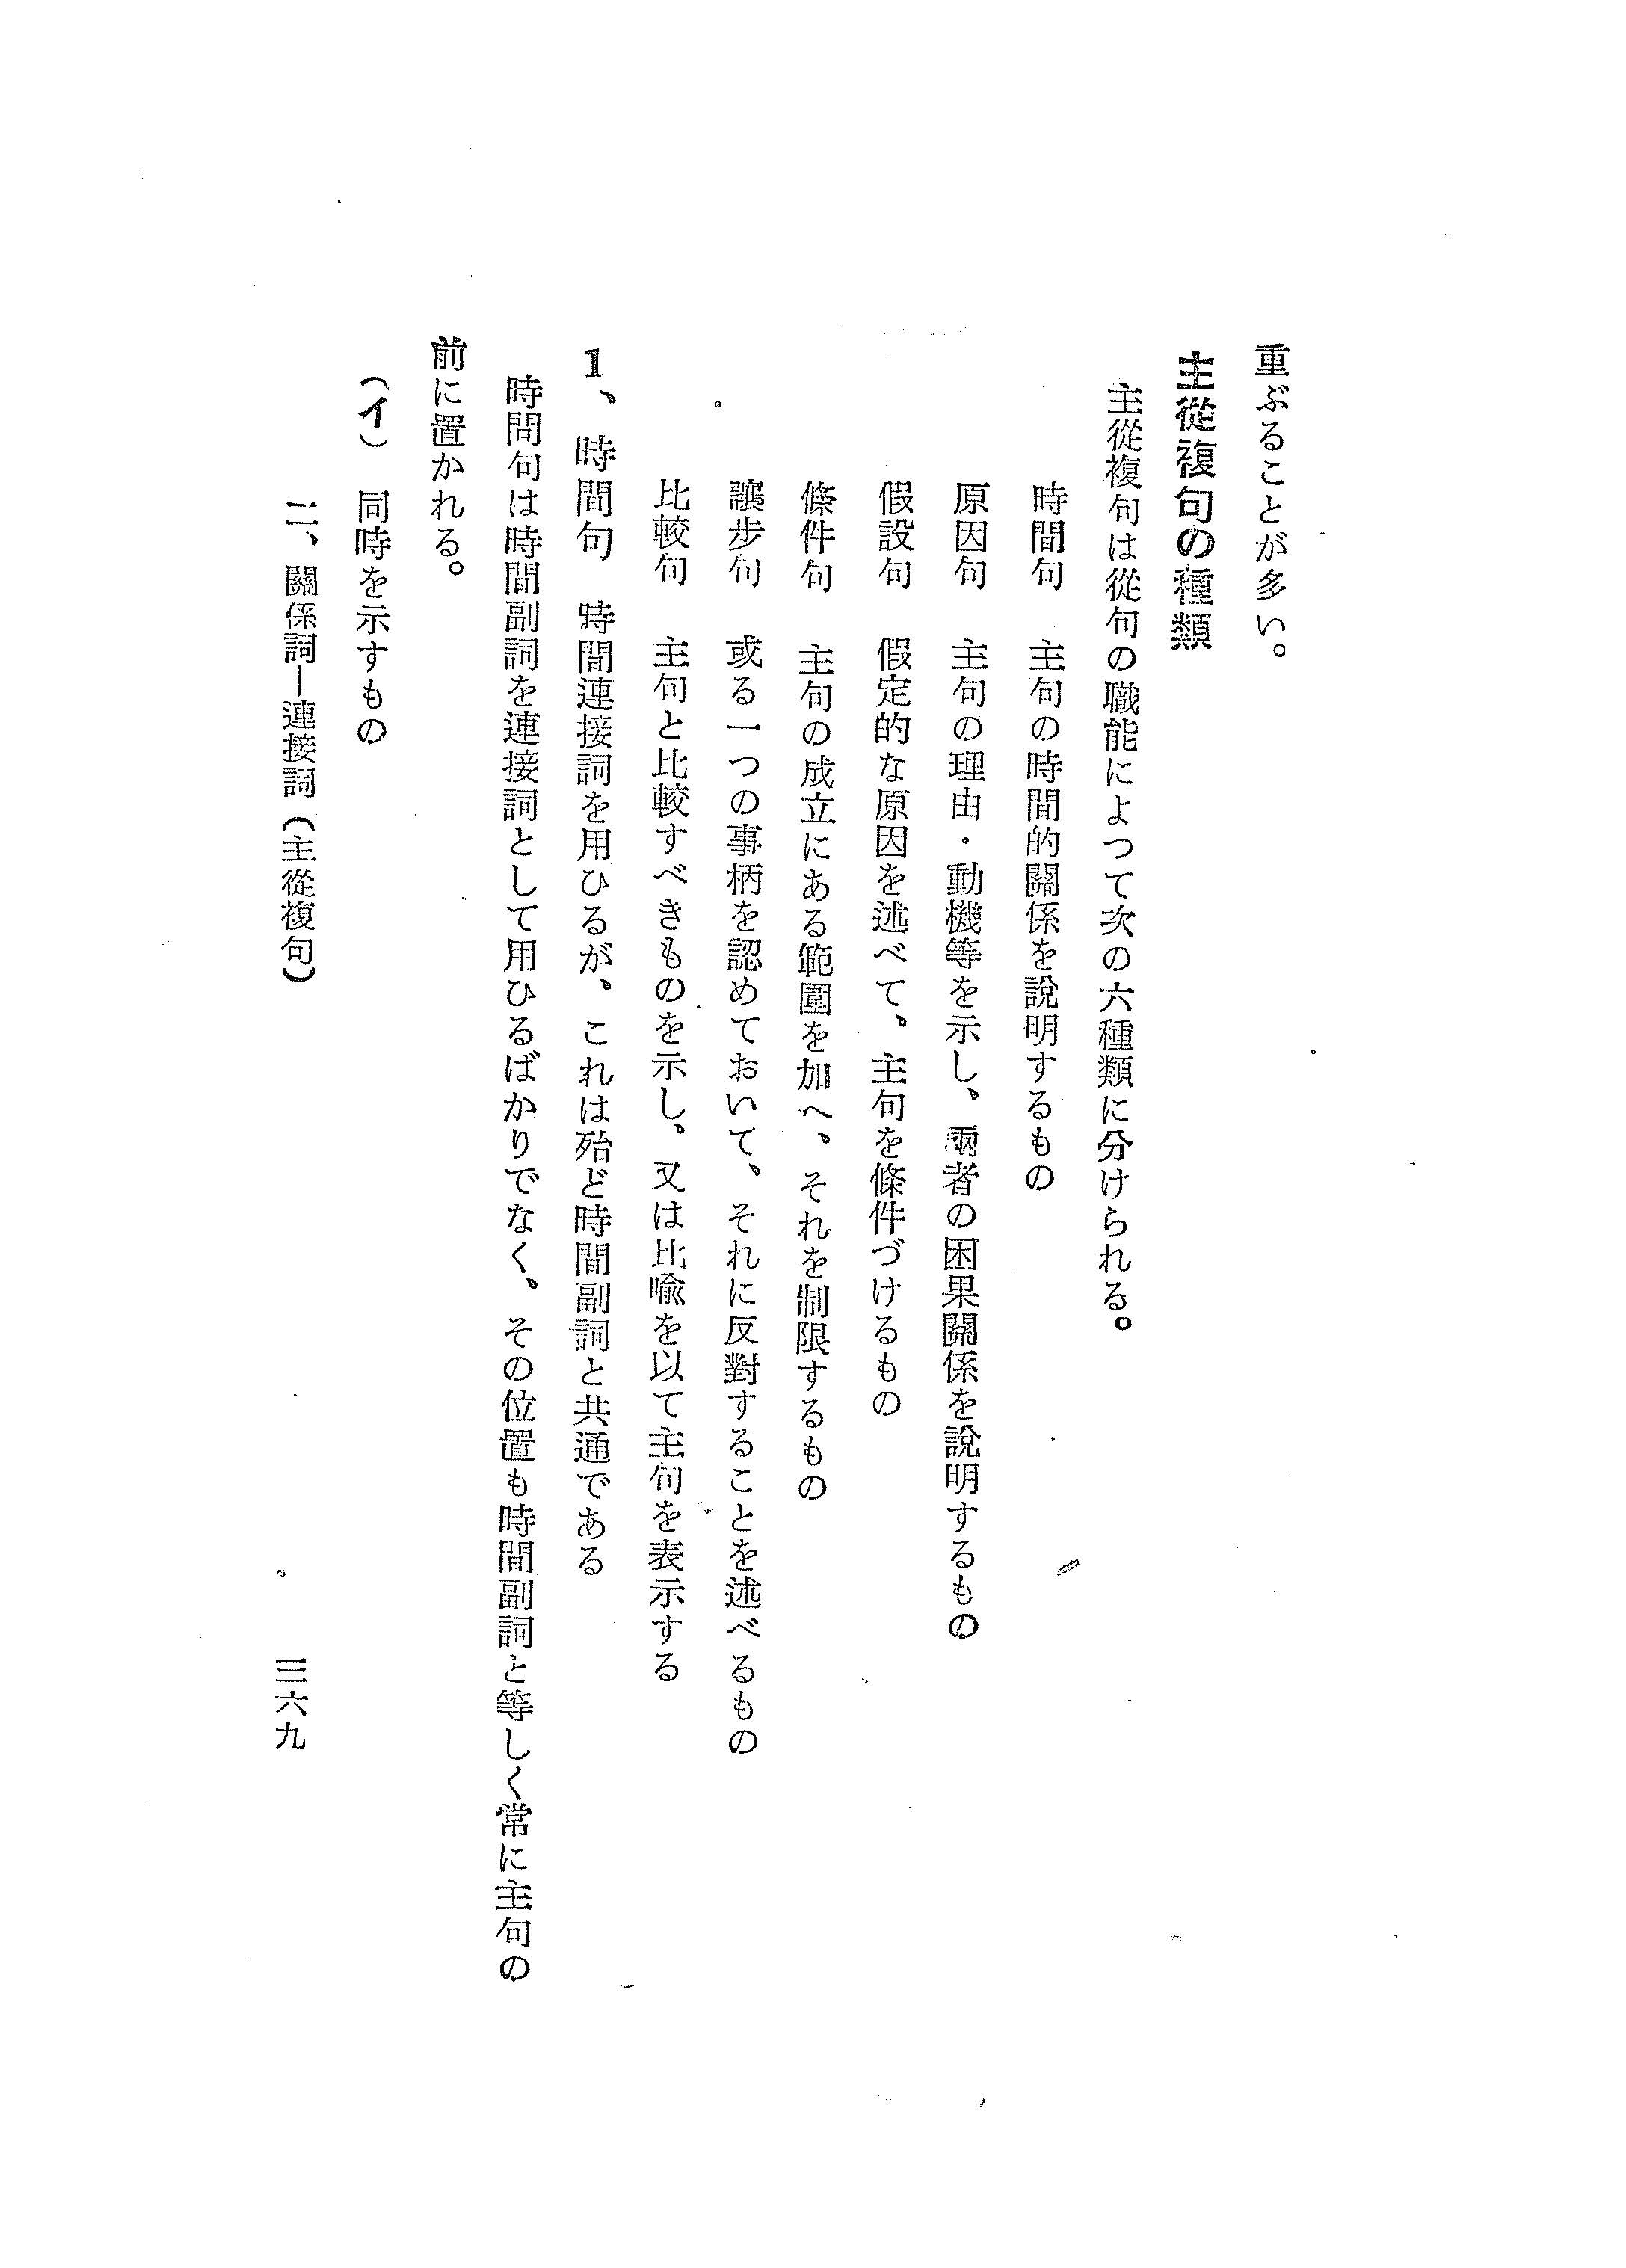 重ぶることが多い。
主從複句の種類
主從複句は從句の職能によつて次の六種類に分けられる。
時間句　主句の時間的關係を說明するもの
原因句　主句の理由・動機等を示し、兩者の因果關係を說明するもの
假設句　假定的な原因を述べて、主句を條件づけるもの
條件句　主句の成立にある範圍を加へ、それを制限するもの
讓步句　或る一つの事柄を認めておいて、それに反對することを述べるもの
比較句　主句と比較すべきものを示し、又は比喩を以て主句を表示する
1、時間句　時間連接詞を用ひるが、これは殆ど時間副詞と共通である
時間句は時間副詞を連接詞として用ひるばかりでなく、その位置も時間副詞と等しく常に主句の
前に置かれる。
（イ）　同時を示すもの
二、關係詞―連接詞（主從複句）
三六九